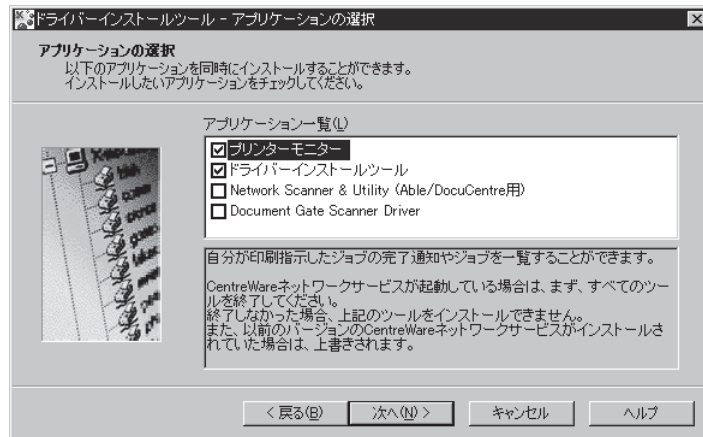 ドライバーインストールツール - アプリケーションの選択
アプリケーションの選択
以下のアプリケーションを同時にインストールすることができます。
インストールしたいアプリケーションをチェックしてください。
アプリケーション一覧(L)
プリンターモニター
ドライバーインストールツール
Network Scanner & Utility (Able/DocuCentre用)
Document Gate Scanner Driver
自分が印刷指示したジョブの完了通知やジョブを一覧することができます。
CentreWareネットワークサービスが起動している場合は、まず、すべてのツー
ルを終了してください。
終了しなかった場合、上記のツールをインストールできません。
また、以前のバージョンのCentreWareネットワークサービスがインストールさ
れていた場合は、上書きされます。
< 戻る(B)
次へ(N) >
キャンセル
ヘルプ